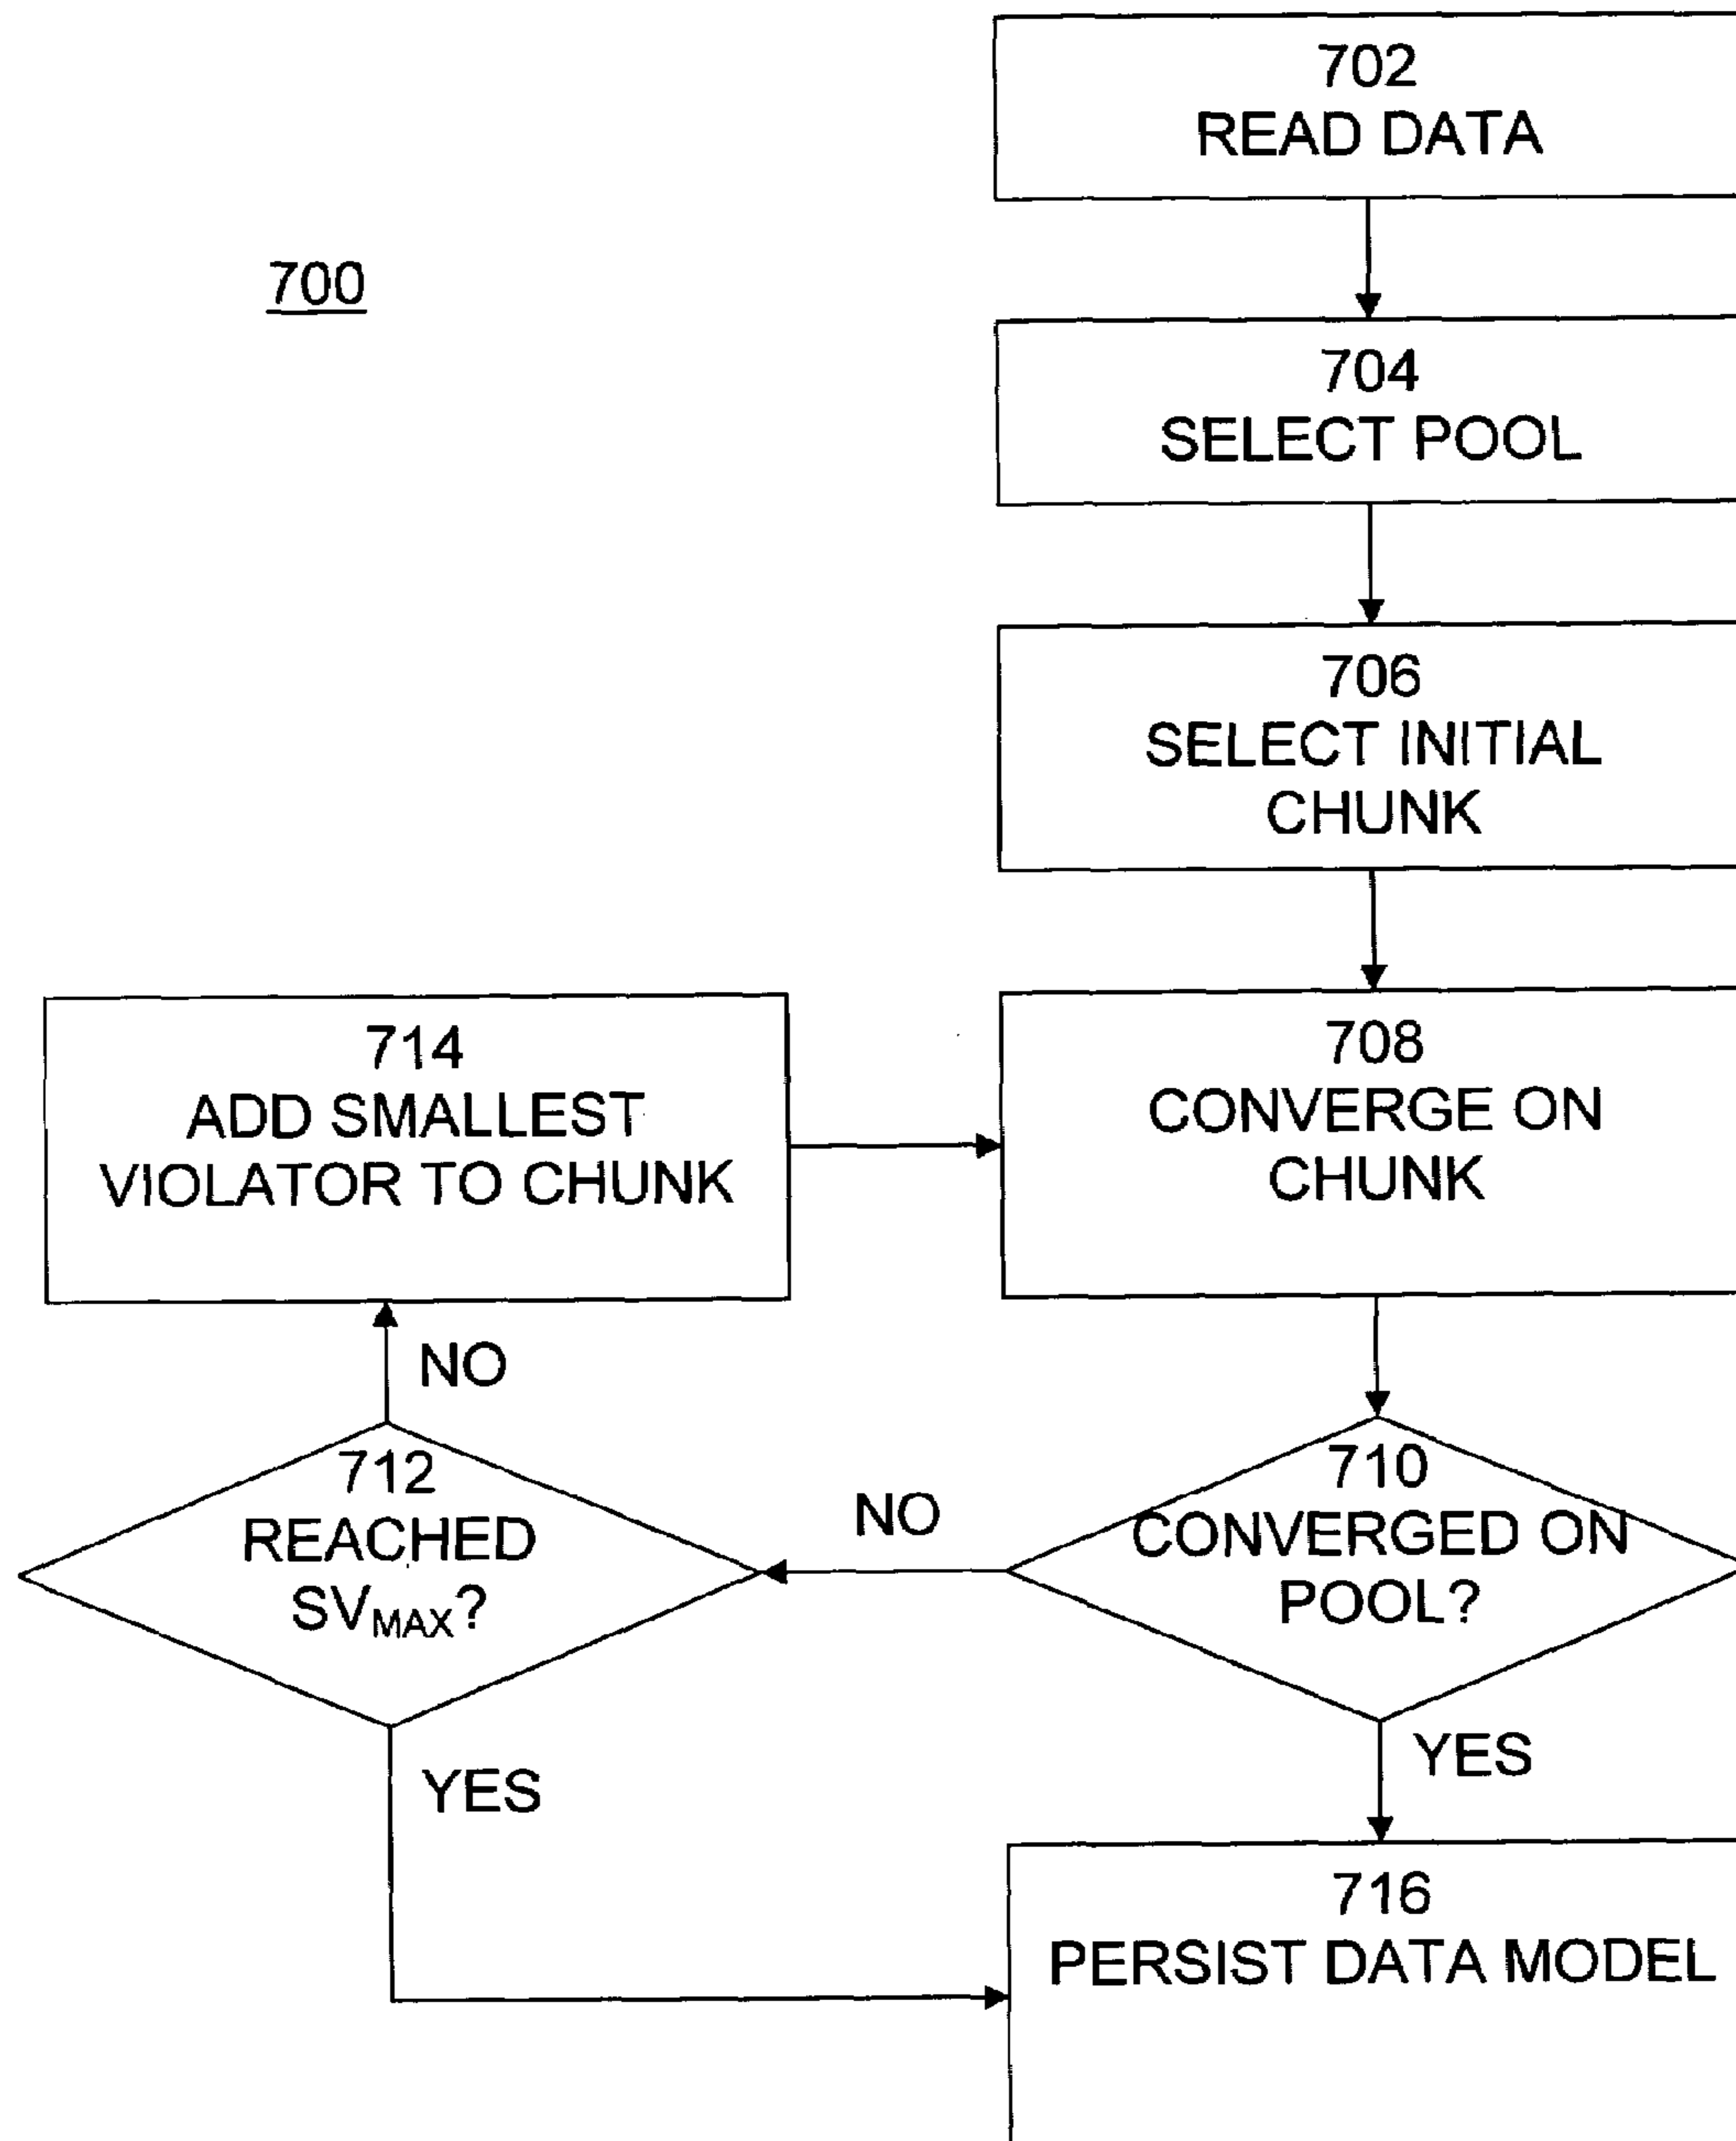 702
READ DATA
700
704
SELECT POOL
706
SELECT INITIAL
CHUNK
714
ADD SMALLEST
VIOLATOR TO CHUNK
708
CONVERGE ON
CHUNK
NO
712
REACHED
SVMAX?
NO
710
CONVERGED ON
POOL?
YES
YES
716
PERSIST DATA MODEL